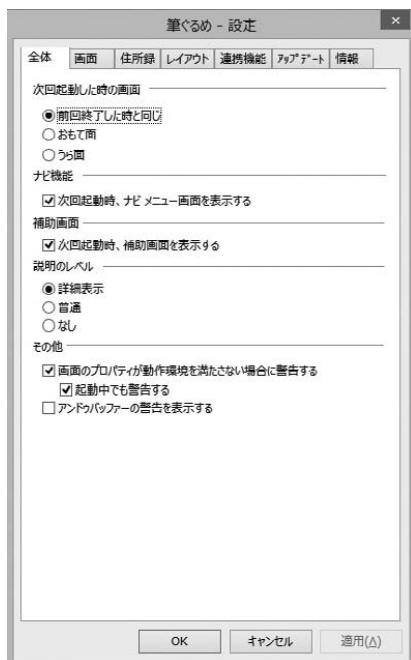 筆ぐるめ - 設定
×
全体 画面 住所録 レイアウト 連携機能 アップデート 情報
次回起動した時の画面
前回終了した時と同じ
おもて面
うら面
ナビ機能
次回起動時、ナビ メニュー画面を表示する
補助画面
次回起動時、補助画面を表示する
説明のレベル
詳細表示
普通
なし
その他
画面のプロパティが動作環境を満たさない場合に警告する
起動中でも警告する
アンドゥバッファーの警告を表示する
OK キャンセル 適用(A)